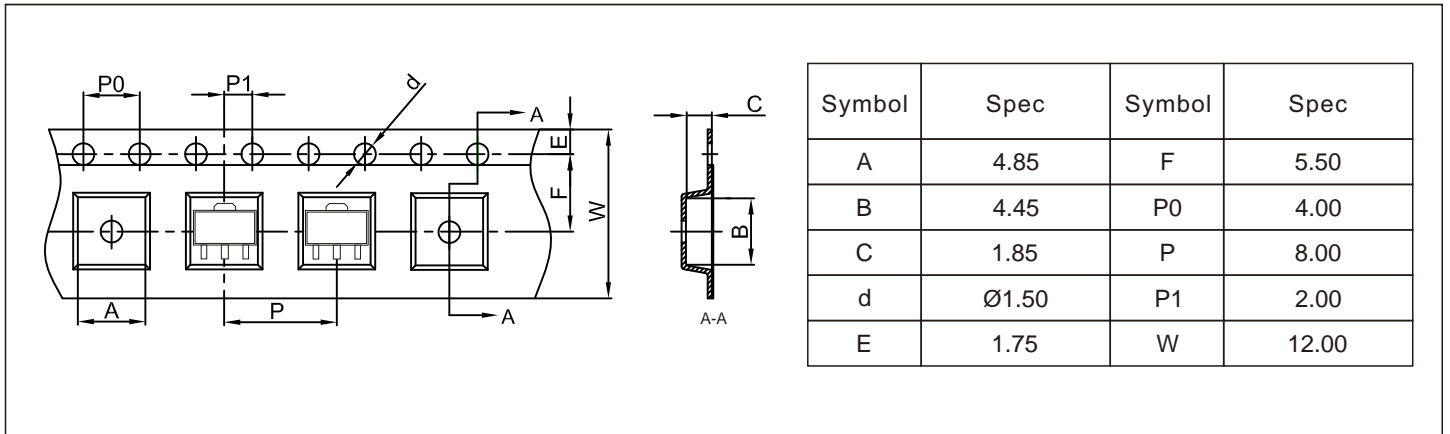 P0
P1
d
A
E
F
W
A
P
A
C
B
A-A
Symbol Spec Symbol Spec
A 4.85 F 5.50
B 4.45 P0 4.00
C 1.85 P 8.00
d Ø1.50 P1 2.00
E 1.75 W 12.00